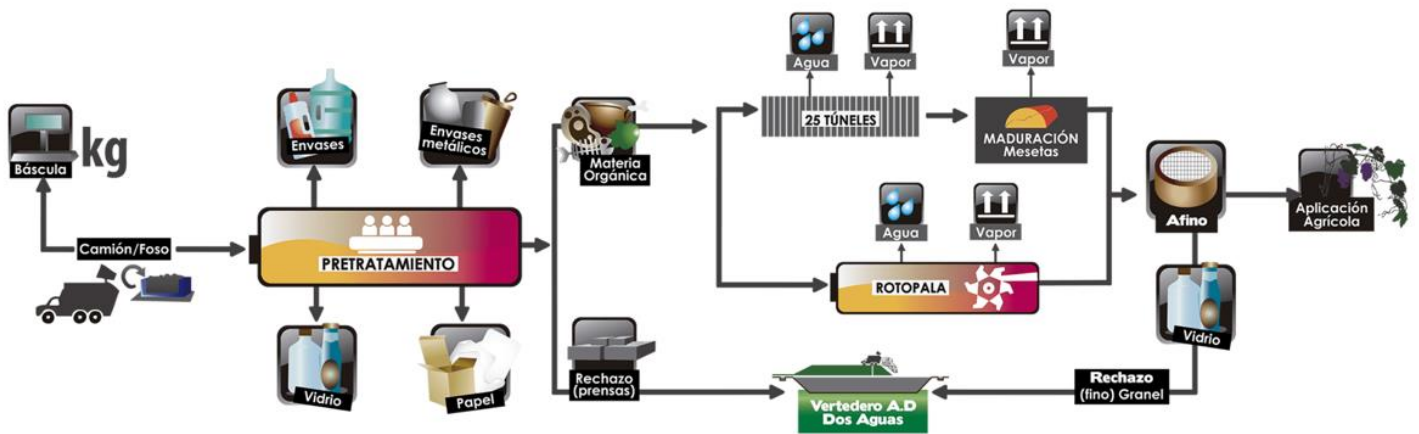 kg
Báscula
Camión/Foso
Envases
Envases
metálicos
PRETRATAMIENTO
Vidrio
Papel
Materia
Orgánica
Rechazo
(prensas)
Agua
Vapor
25 TÚNELES
Vapor
MADURACIÓN
Mesetas
Agua
Vapor
ROTOPALA
Vertedero A.D
Dos Aguas
Afino
Vidrio
Rechazo
(fino) Granel
Aplicación
Agrícola